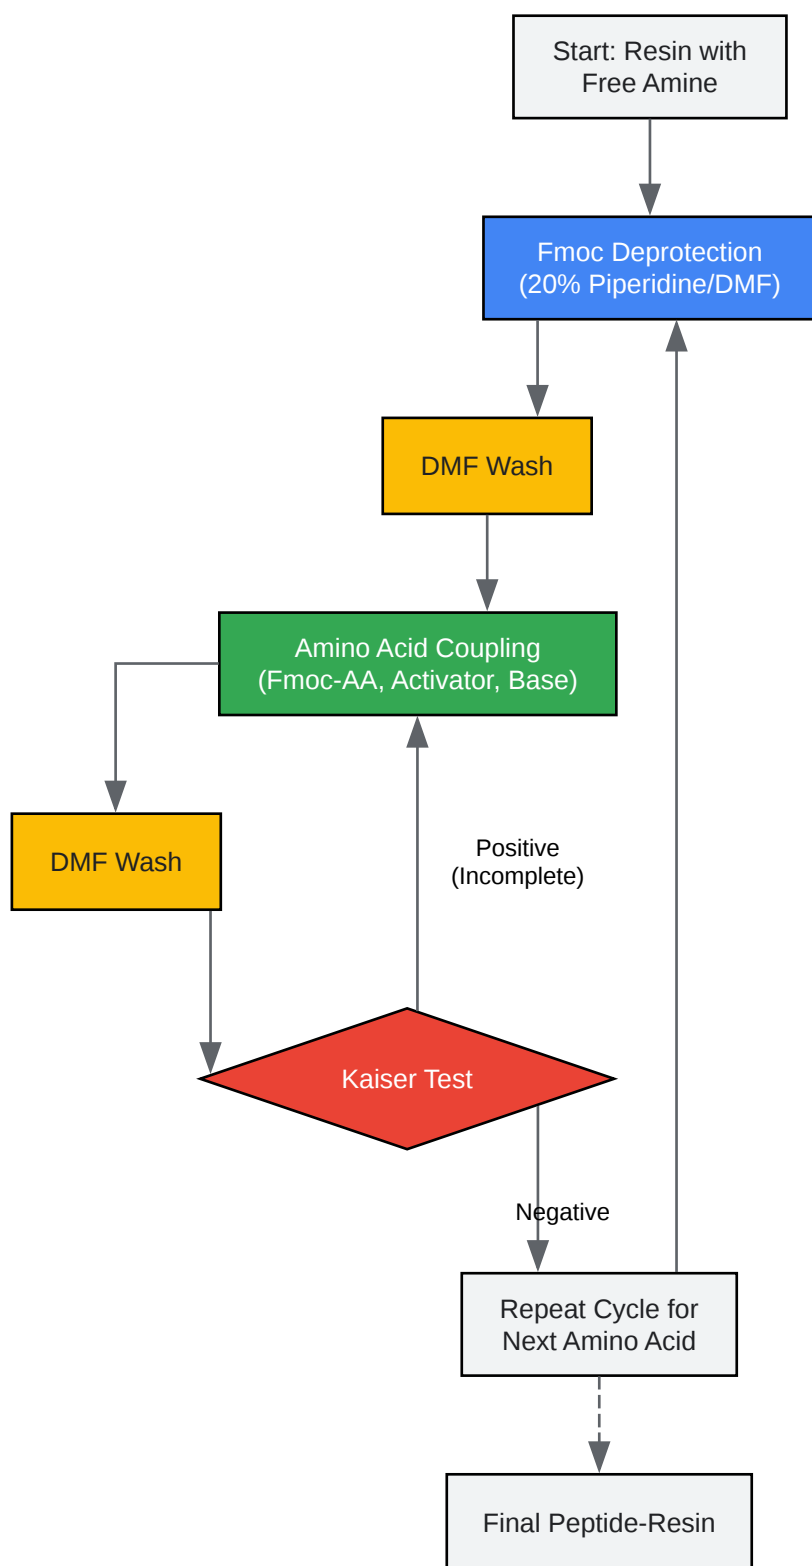 Start: Resin with
Free Amine
Fmoc Deprotection
(20% Piperidine/DMF)
DMF Wash
Amino Acid Coupling
(Fmoc-AA, Activator, Base)
DMF Wash
Positive
(Incomplete)
Kaiser Test
Negative
Repeat Cycle for
Next Amino Acid
Final Peptide-Resin